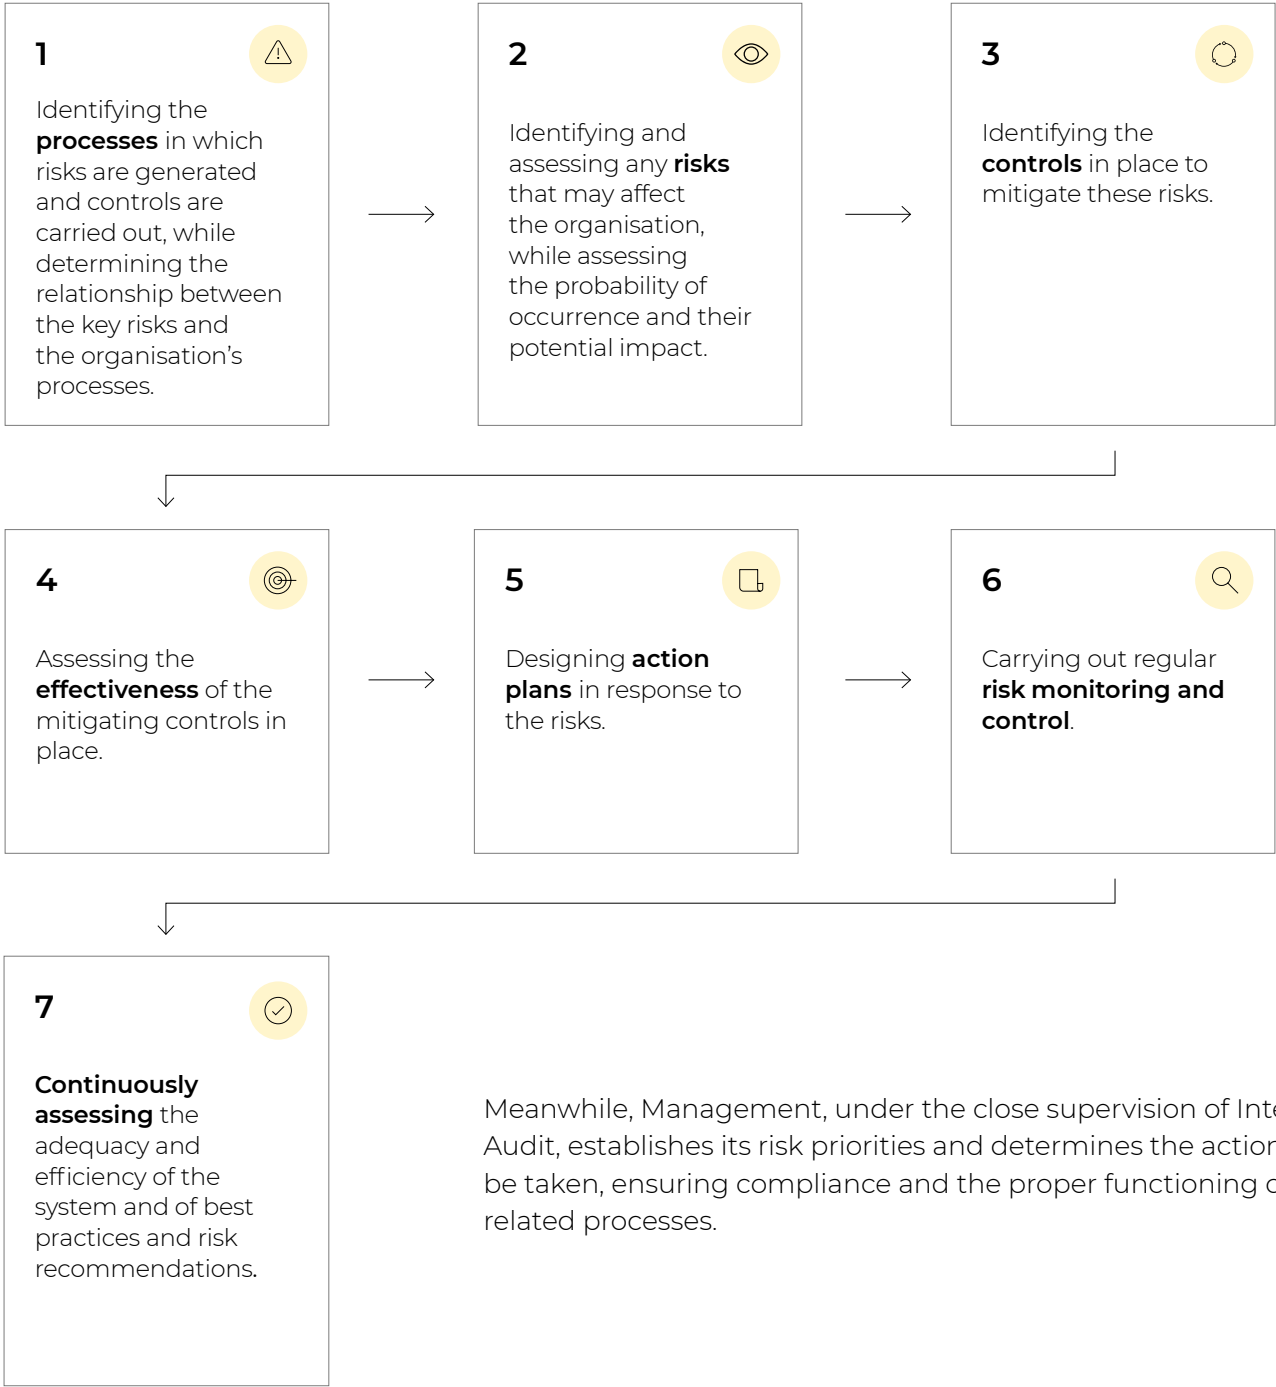 1
Identifying the
processes in which
risks are generated
and controls are
carried out, while
determining the
relationship between
the key risks and
the organisation’s
processes.
2
Identifying and
assessing any risks
that may affect
the organisation,
while assessing
the probability of
occurrence and their
potential impact.
3
Identifying the
controls in place to
mitigate these risks.
4
Assessing the
effectiveness of the
mitigating controls in
place.
5
Designing action
plans in response to
the risks.
6
Carrying out regular
risk monitoring and
control.
7
Continuously
assessing the
adequacy and
efficiency of the
system and of best
practices and risk
recommendations.
Meanwhile, Management, under the close supervision of
Audit, establishes its risk priorities and determines the
be taken, ensuring compliance and the proper functioning
related processes.